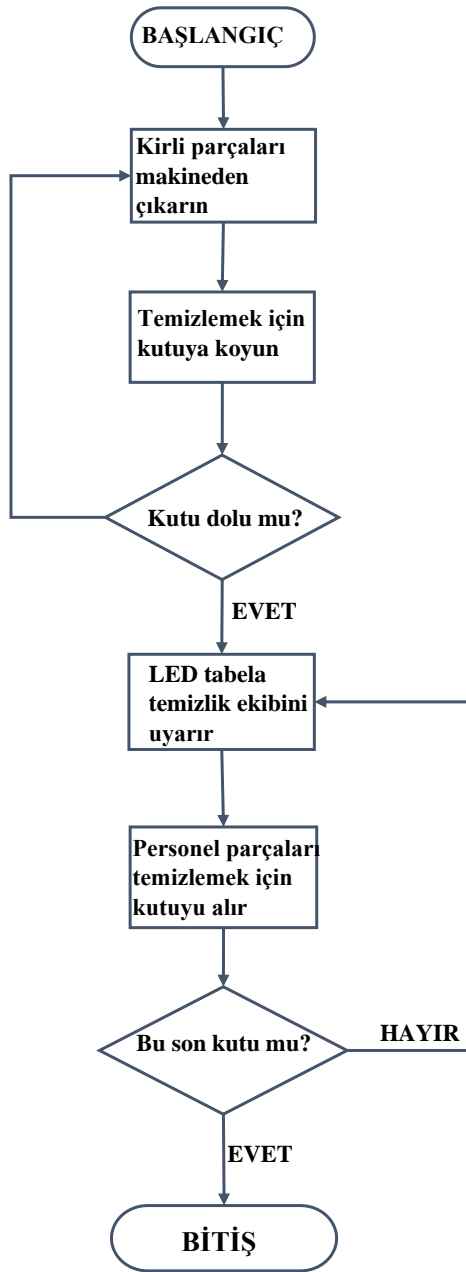 BAŞLANGIÇ
Kirli parçaları
makineden
çıkarın
Temizlemek için
kutuya koyun
Kutu dolu mu?
EVET
LED tabela
temizlik ekibini
uyarır
Personel parçaları
temizlemek için
kutuyu alır
Bu son kutu mu?
HAYIR
EVET
BİTİŞ